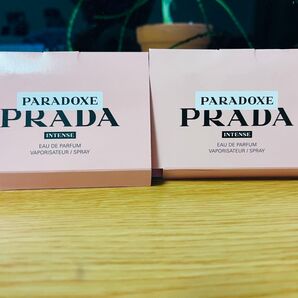 PARADOXE
PRADA
INTENSE
EAU DE PARFUM
VAPORISATEUR / SPRAY
PARADOXE
PRADA
INTENSE
EAU DE PARFUM
VAPORISATEUR / SPRAY